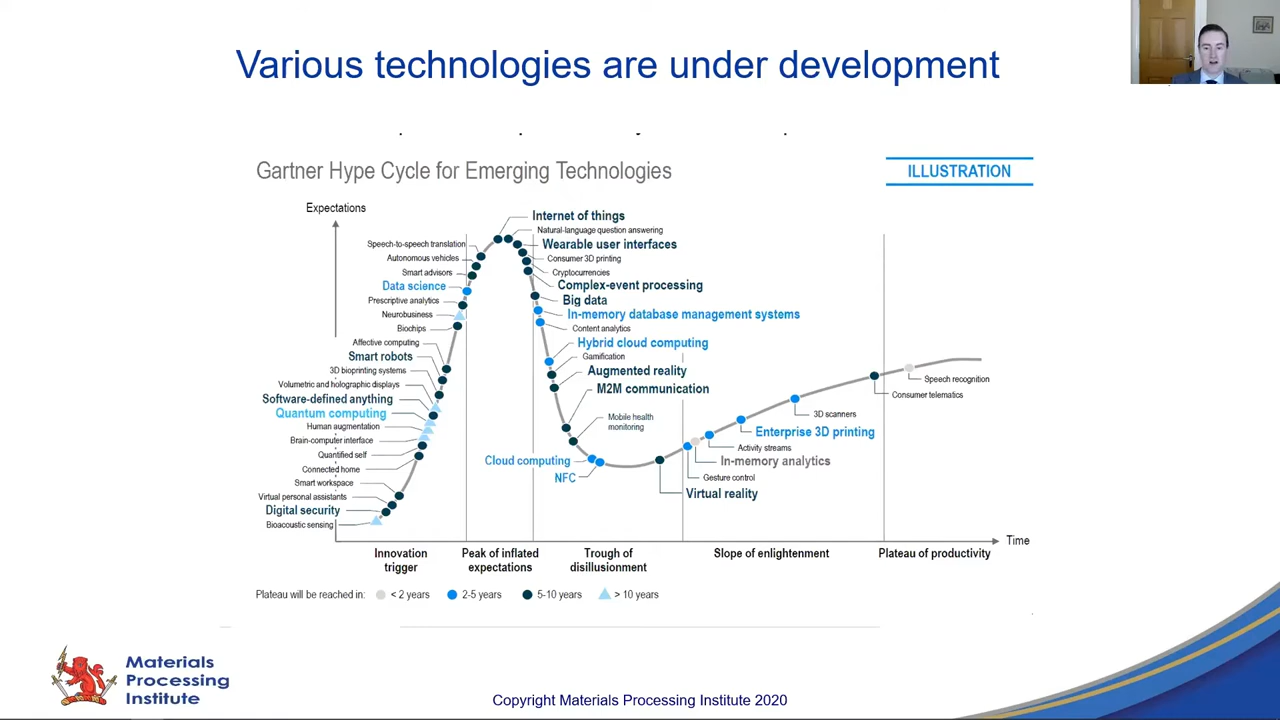 Various technologies are under development
Gartner Hype Cycle for Emerging Technologies
ILLUSTRATION
Expectations
Speech-to-speech translation
Autonomous vehicles
Smart advisors
Data science
Prescriptive analytics
Neurobusiness
Biochips
Affective computing
Smart robots
3D bioprinting systems
Volumetric and holographic displays
Software-defined anything
Quantum computing
Human augmentation
Brain-computer interface
Quantified self
Connected home
Smart workspace
Virtual personal assistants
Digital security
Bioacoustic sensing
Internet of things
Natural-language question answering
Wearable user interfaces
Consumer 3D printing
Cryptocurrencies
Complex-event processing
Big data
In-memory database management systems
Content analytics
Hybrid cloud computing
Gamification
Augmented reality
M2M communication
Mobile health
monitoring
Cloud computing
NFC
Virtual reality
Gesture control
In-memory analytics
Activity streams
Enterprise 3D printing
3D scanners
Consumer telematics
Speech recognition
Time
Innovation
trigger
Peak of inflated
expectations
Trough of
disillusionment
Slope of enlightenment
Plateau of productivity
Plateau will be reached in: < 2 years 2-5 years 5-10 years > 10 years
Materials
Processing
Institute
Copyright Materials Processing Institute 2020